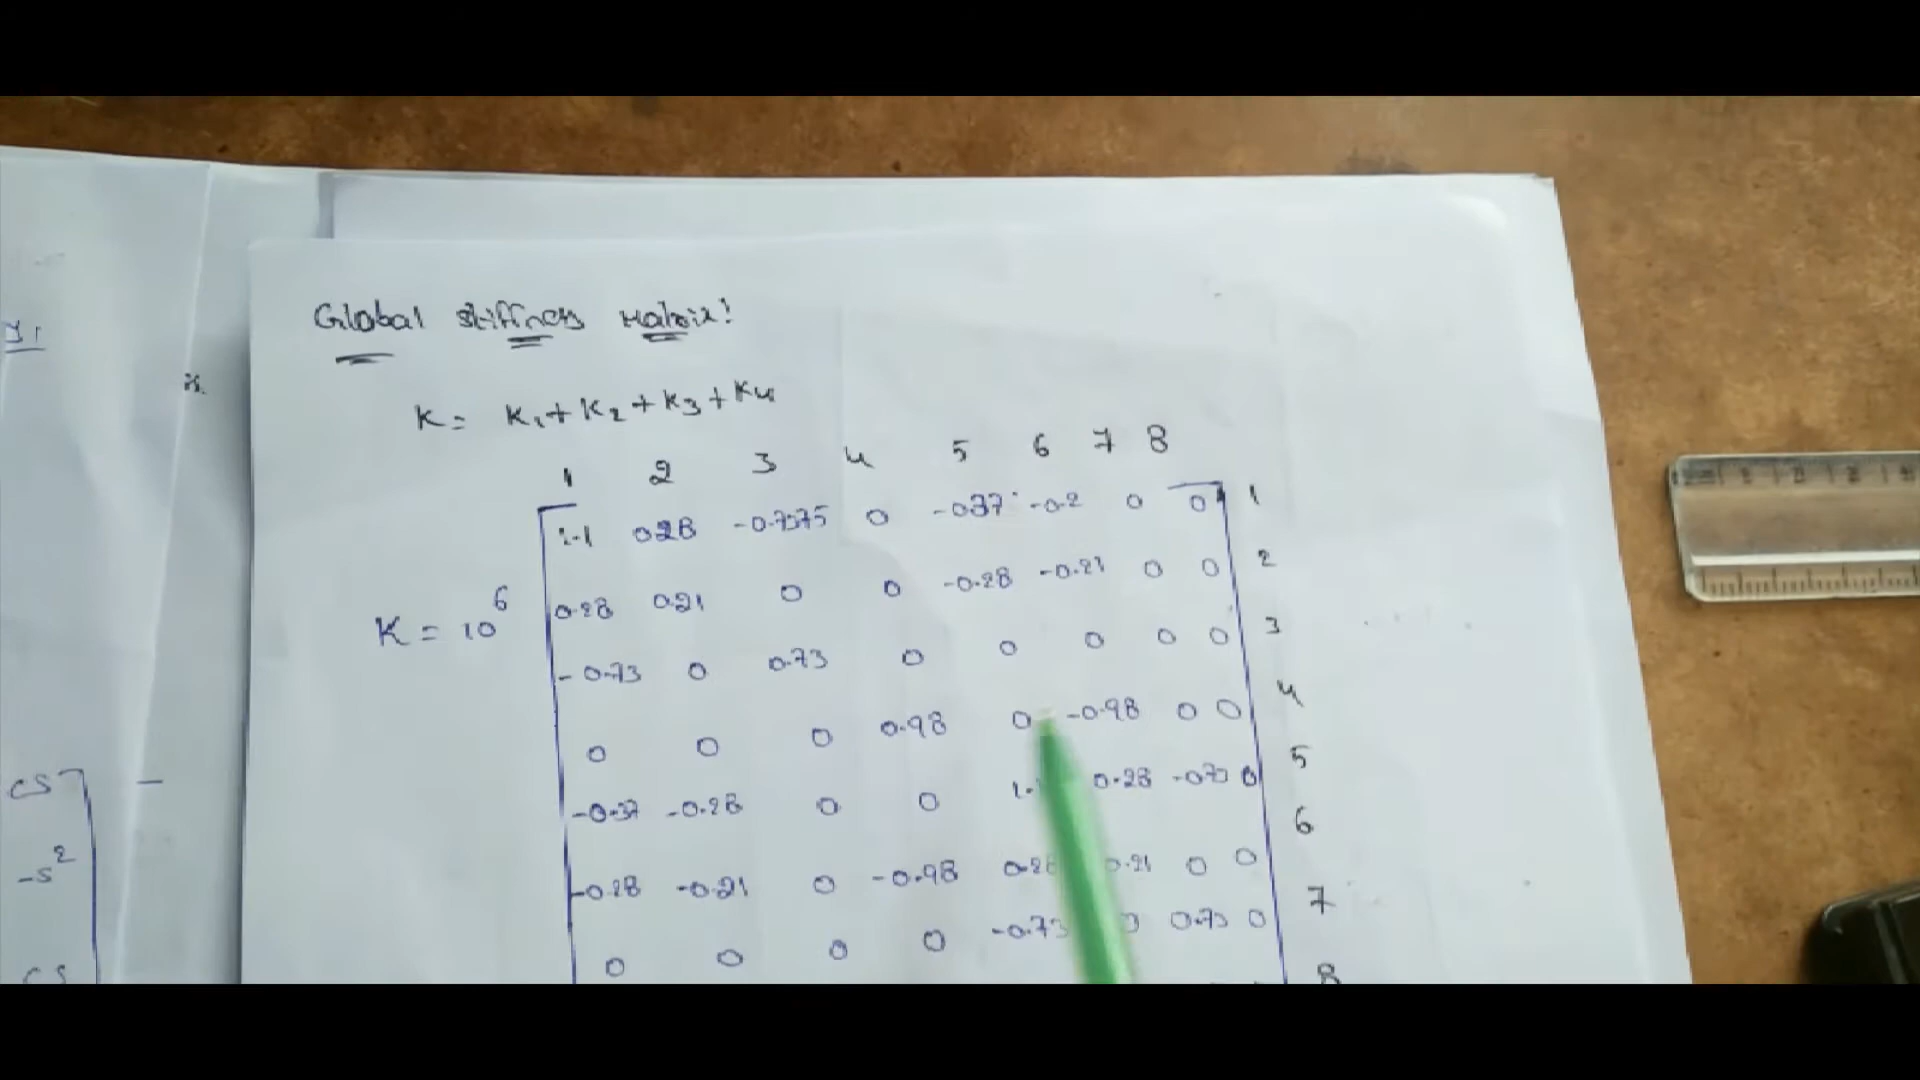 Global stiffness Matrix!
K = K1 + K2 + K3 + K4
1 2 3 4 5 6 7 8
1.1 0.28 -0.7575 0 -0.37 -0.2 0 0 1
K = 10^6
0.28 0.21 0 0 -0.28 -0.21 0 0 2
-0.73 0 0.73 0 0 0 0 0 3
0 0 0 0.98 0 -0.98 0 0 4
-0.37 -0.28 0 0 0.28 -0.73 0 5
-0.28 -0.21 0 -0.98 0.28 0.21 0 0 6
0 0 0 0 -0.73 0 0.73 0 7
8
CS
-s²
CS